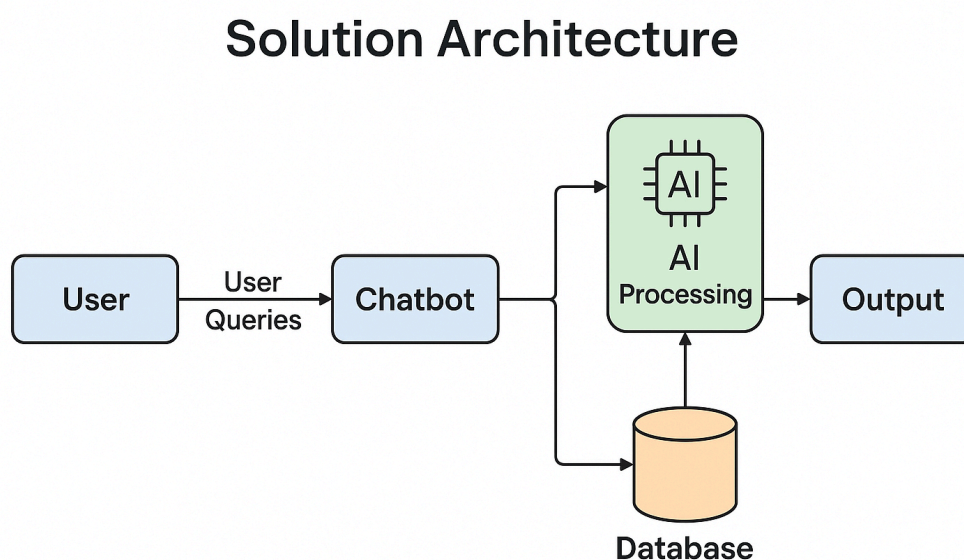 Solution Architecture
User
User
Queries
Chatbot
AI
AI
Processing
Output
Database